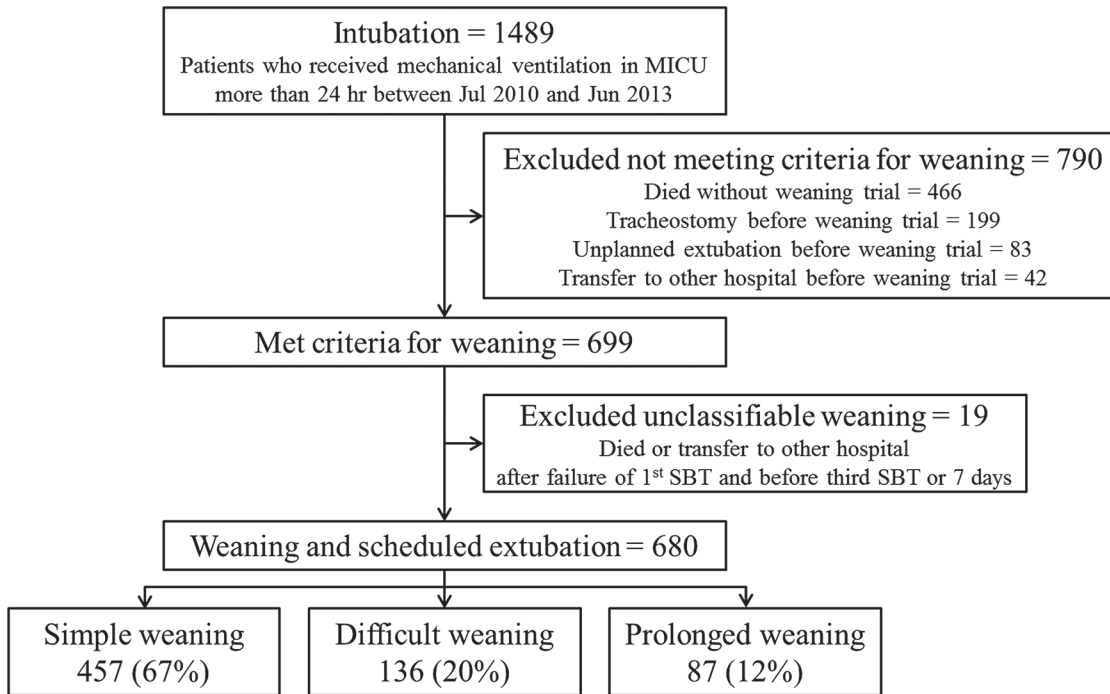 Intubation = 1489
Patients who received mechanical ventilation in MICU
more than 24 hr between Jul 2010 and Jun 2013
Excluded not meeting criteria for weaning = 790
Died without weaning trial = 466
Tracheostomy before weaning trial = 199
Unplanned extubation before weaning trial = 83
Transfer to other hospital before weaning trial = 42
Met criteria for weaning = 699
Excluded unclassifiable weaning = 19
Died or transfer to other hospital
after failure of 1st SBT and before third SBT or 7 days
Weaning and scheduled extubation = 680
Simple weaning
457 (67%)
Difficult weaning
136 (20%)
Prolonged weaning
87 (12%)